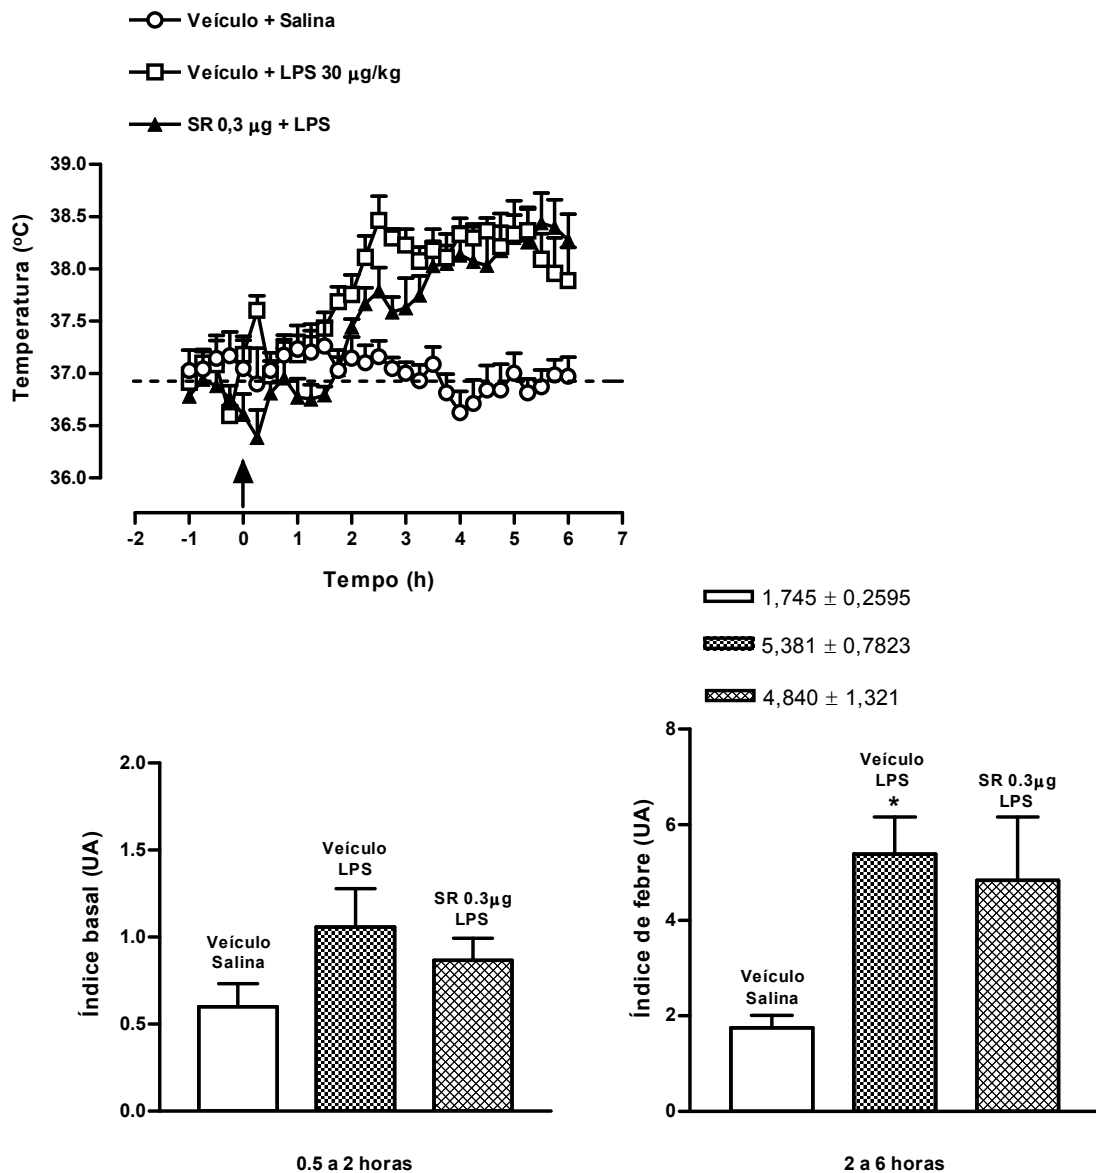 Veículo + Salina
Veículo + LPS 30 µg/kg
SR 0,3 µg + LPS
39.0
38.5
38.0
37.5
37.0
36.5
36.0
Temperatura (ºC)
-2 -1 0 1 2 3 4 5 6 7
Tempo (h)
1,745 ± 0,2595
5,381 ± 0,7823
4,840 ± 1,321
2.0
1.5
1.0
0.5
0.0
Índice basal (UA)
Veículo
Salina
Veículo
LPS
SR 0.3µg
LPS
0.5 a 2 horas
8
6
4
2
0
Índice de febre (UA)
Veículo
Salina
Veículo
LPS
*
SR 0.3µg
LPS
2 a 6 horas